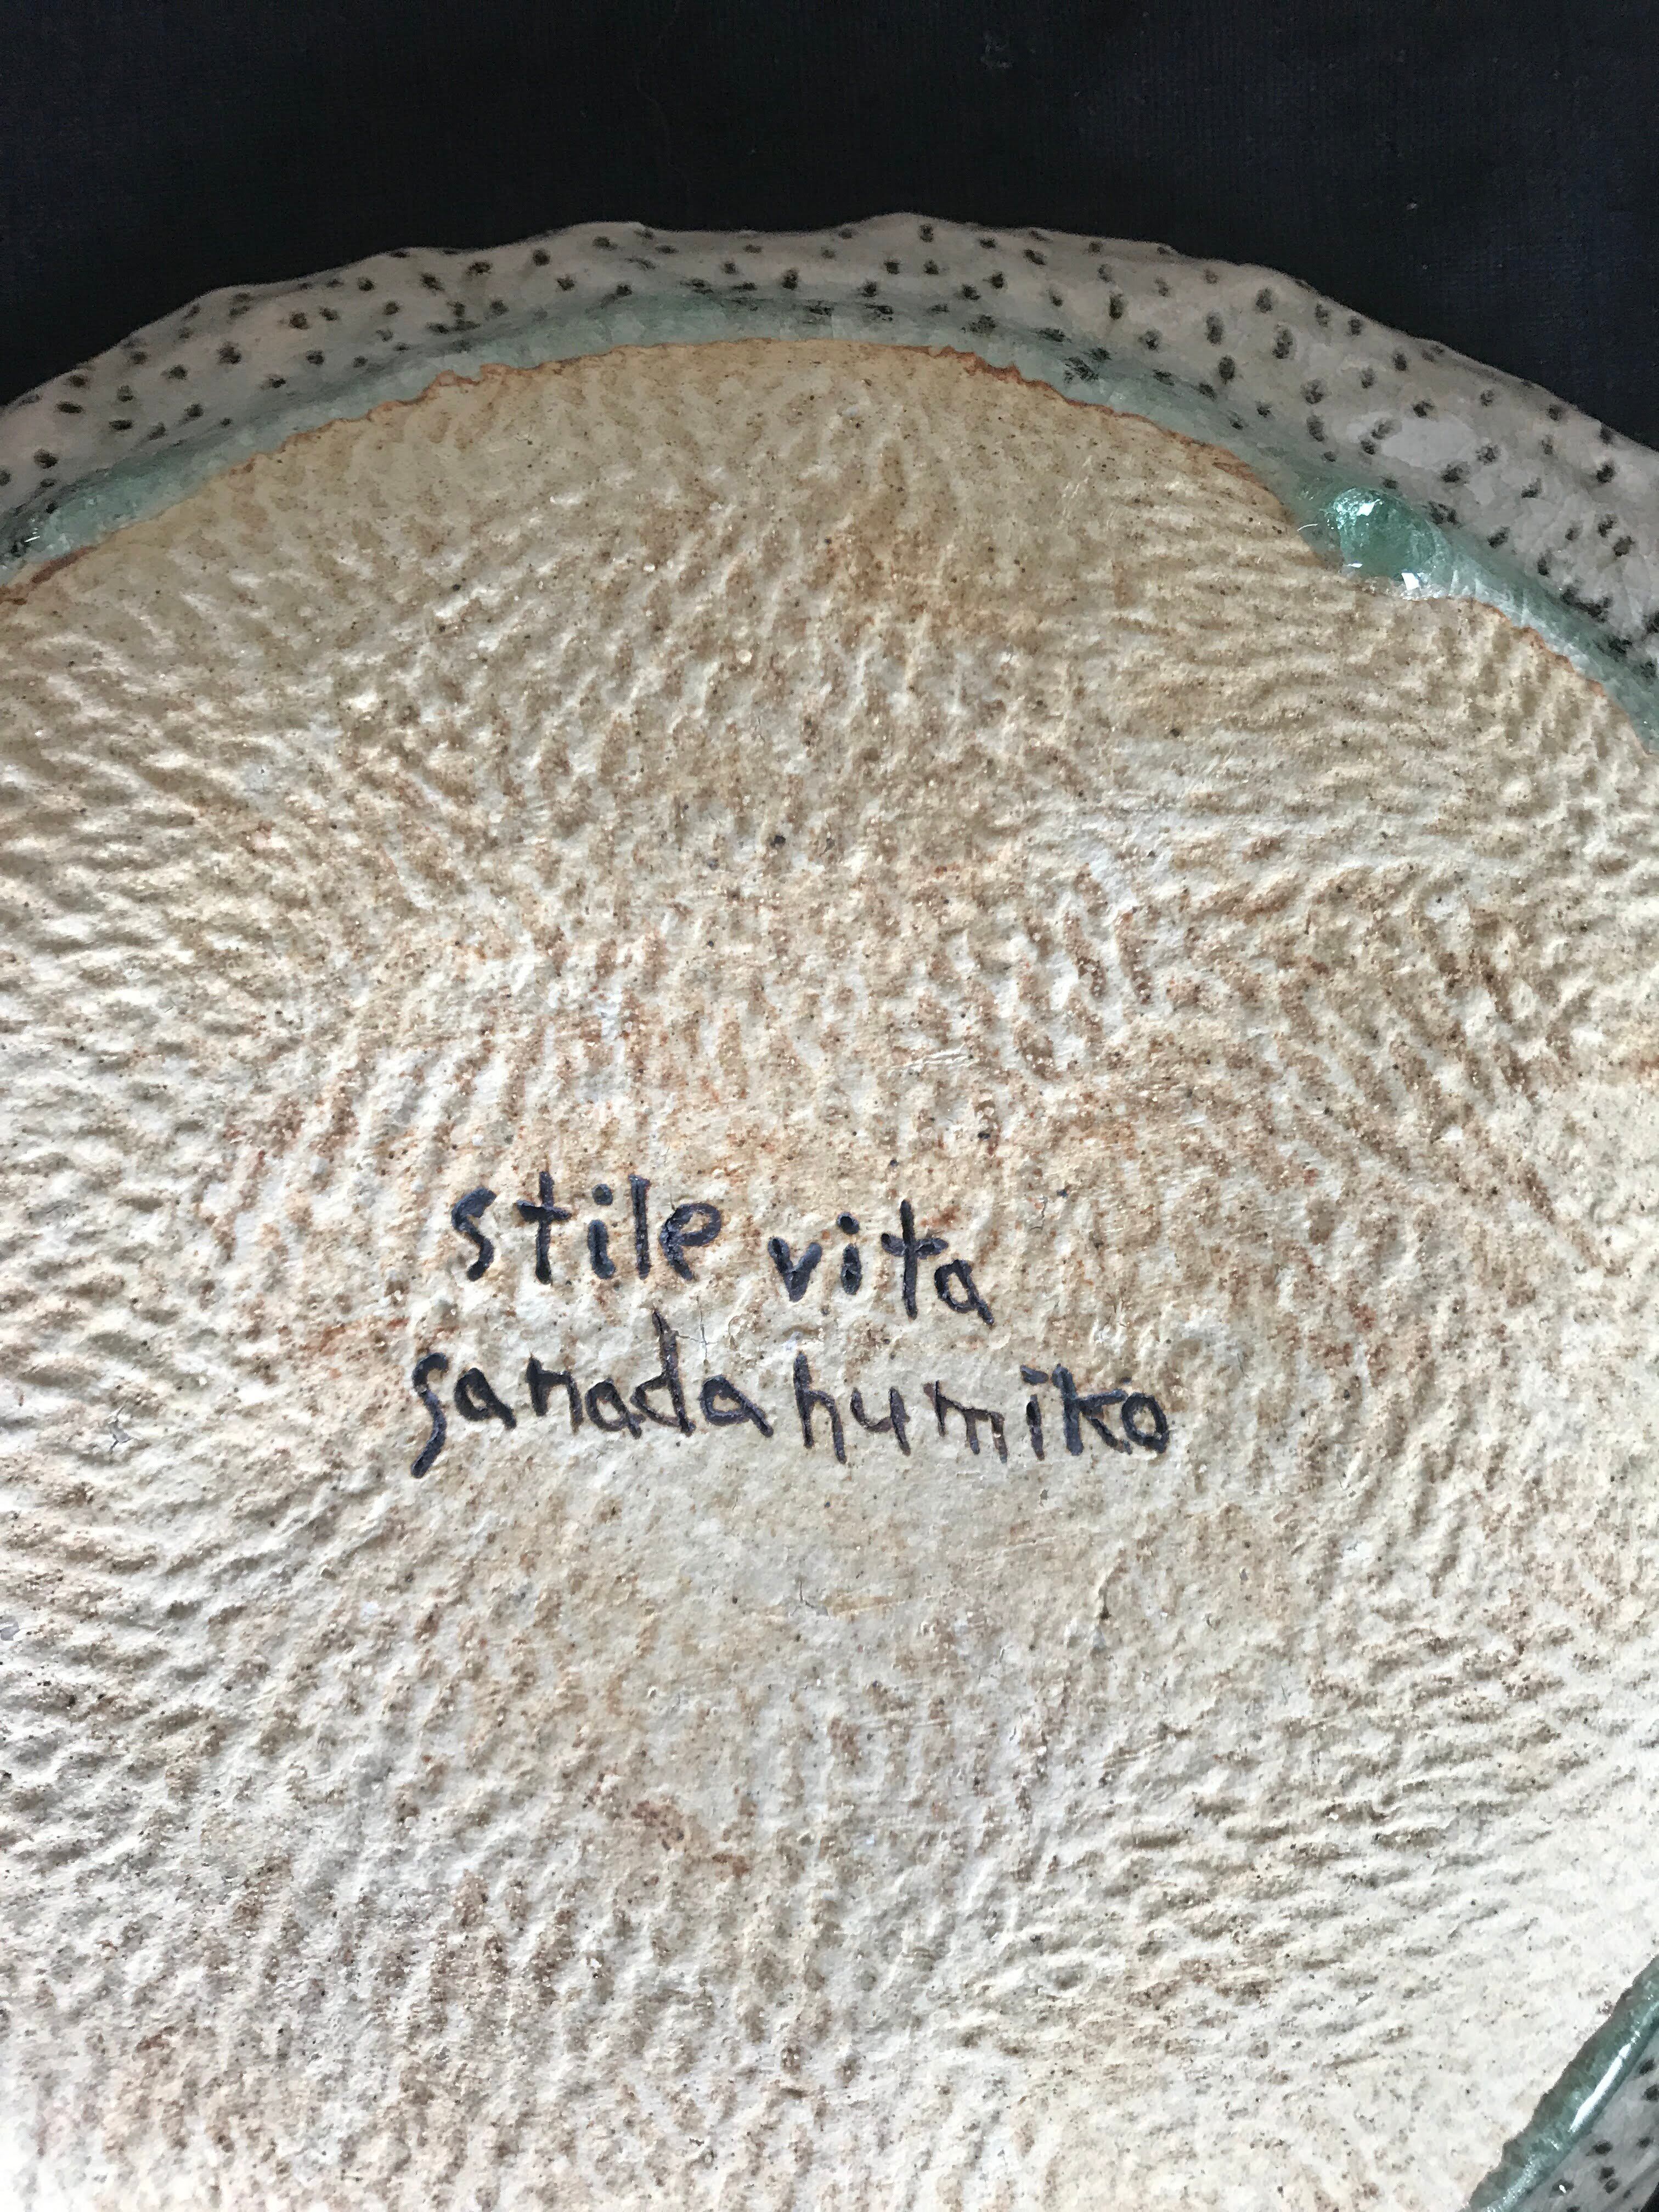 stile vita
sanada humiko